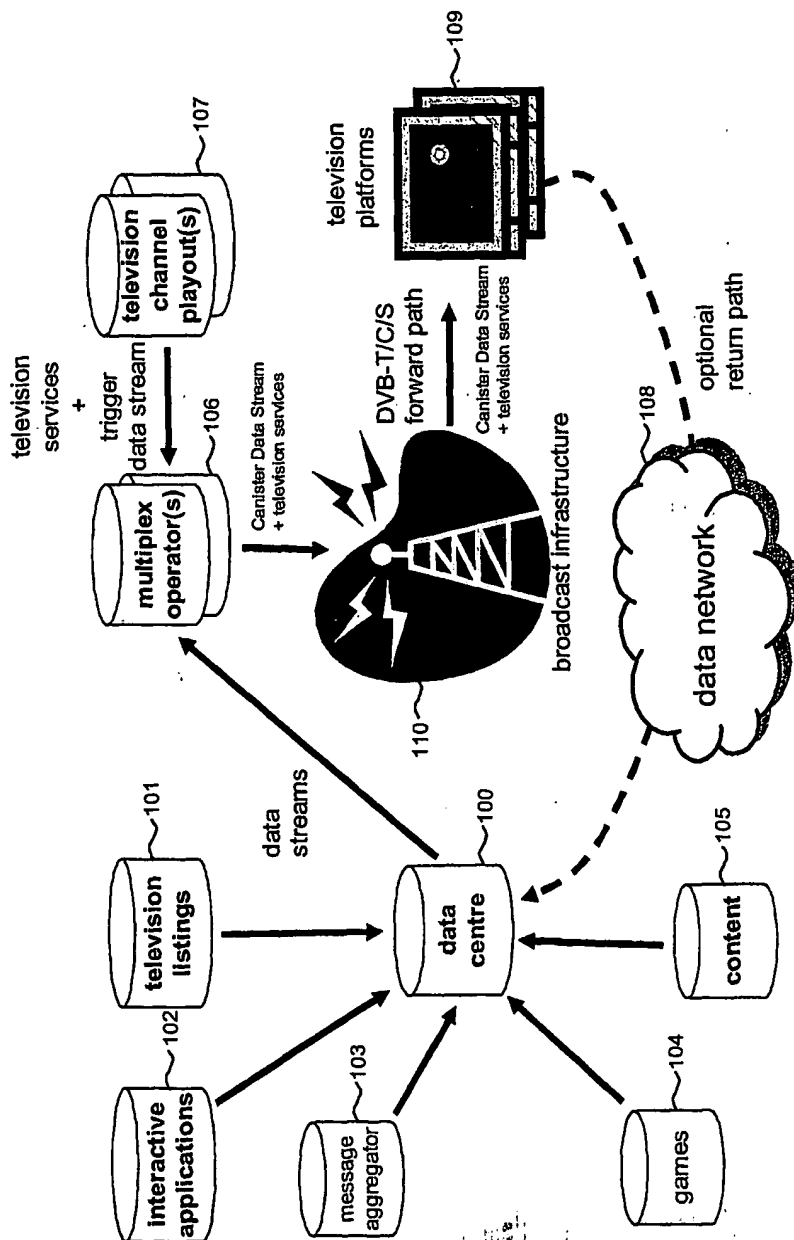 interactive
applications
102
television
listings
101
message
aggregator
103
data
centre
100
games
104
content
105
data
streams
television
services
+
trigger
data stream
multiplex
operator(s)
106
television
channel
playout(s)
107
Canister Data Stream
+ television services
110
broadcast infrastructure
DVB-T/C/S
forward path
Canister Data Stream
+ television services
television
platforms
109
data network
108
optional
return path